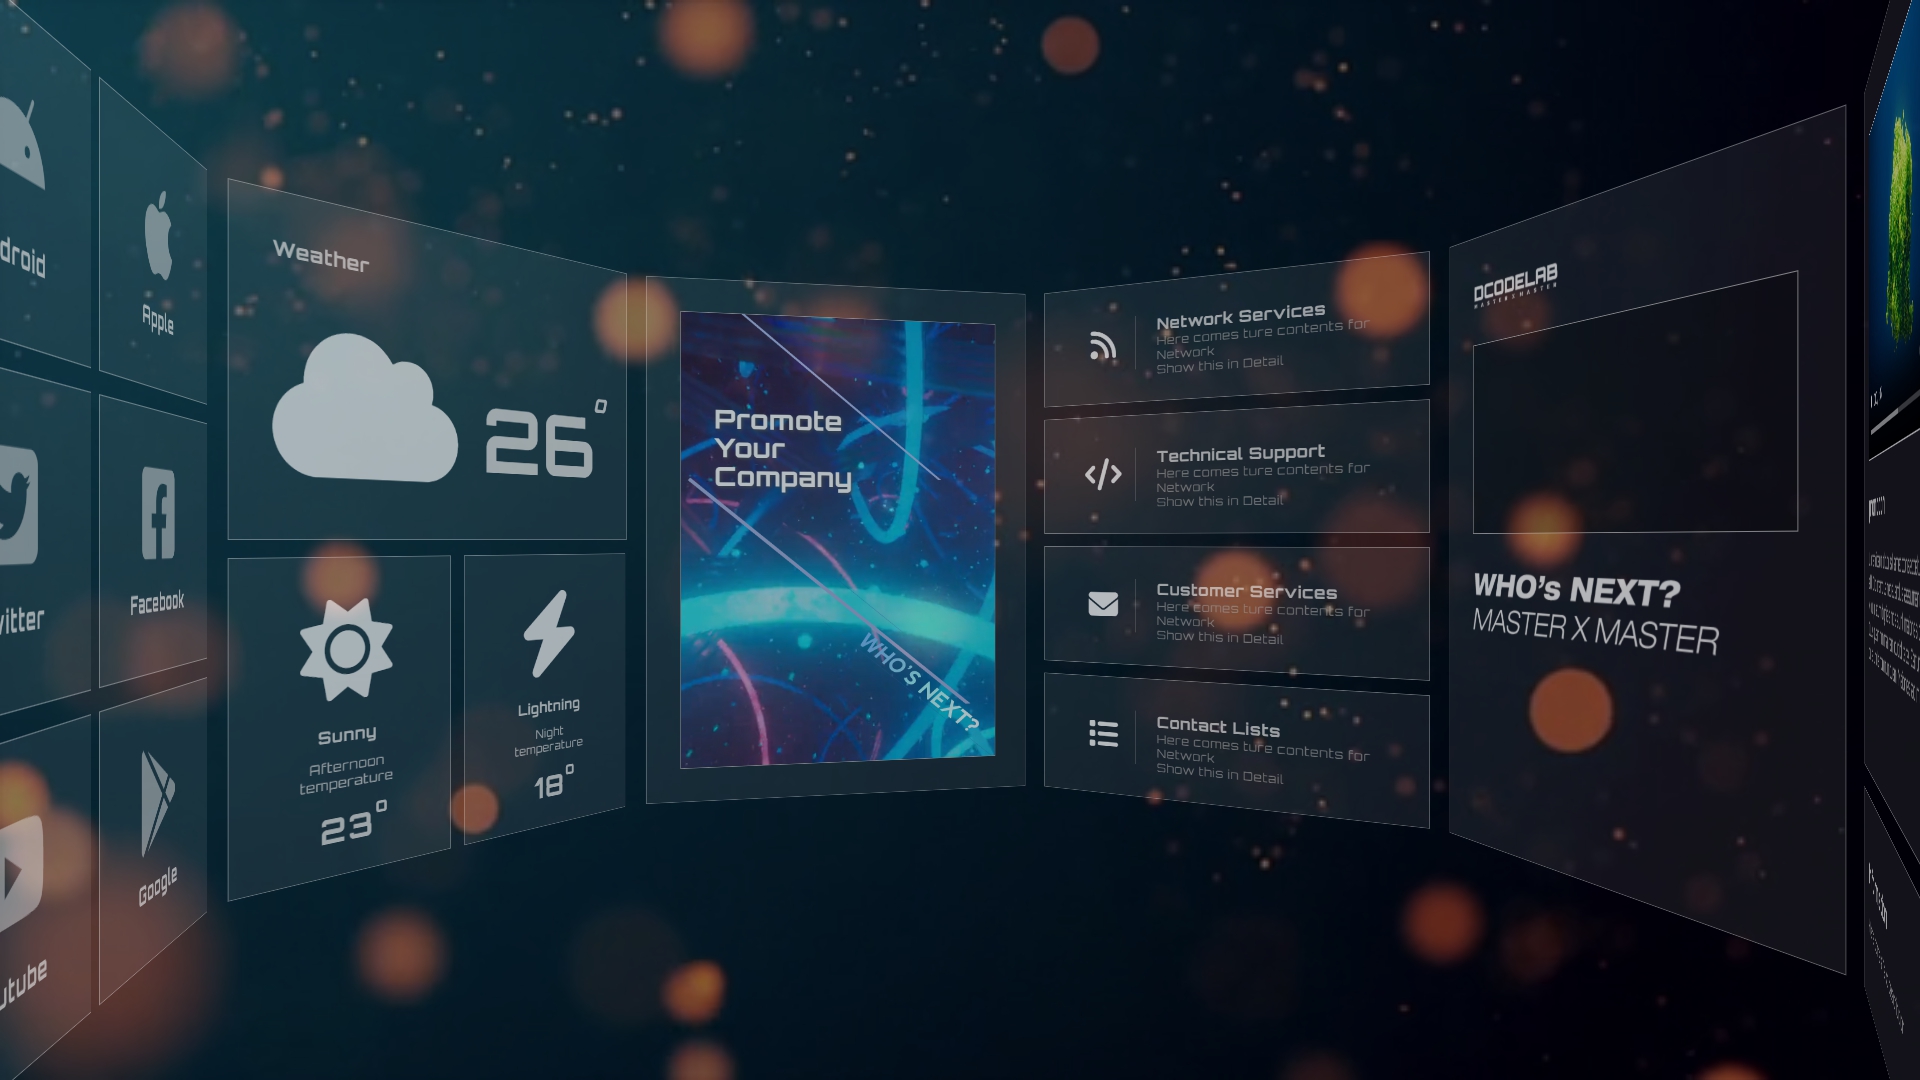 droid
Apple
Facebook
Google
Weather
26°
Sunny
Afternoon
temperature
23°
Lightning
Night
temperature
18°
Promote
Your
Company
WHO'S NEXT?
Network Services
Here comes ture contents for
Network
Show this in Detail
Technical Support
Here comes ture contents for
Network
Show this in Detail
Customer Services
Here comes ture contents for
Network
Show this in Detail
Contact Lists
Here comes ture contents for
Network
Show this in Detail
DCODELAB
MASTER X MASTER
WHO's NEXT?
MASTER X MASTER